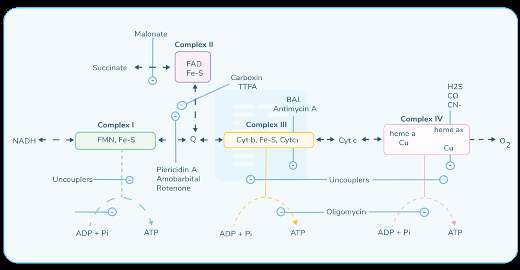 Malonate
Complex II
Succinate
FAD
Fe-S
Carboxin
TTFA
H2S
CO
CN-
BAL
Antimycin A
Complex I
Complex III
Complex IV
NADH
FMN, Fe-S
Q
Cyt b, Fe-S, Cytc₁
Cyt c
heme a
Cu
heme a₃
Cu
O₂
Piericidin A
Amobarbital
Rotenone
Uncouplers
Uncouplers
Oligomycin
ADP + Pi
ATP
ADP + Pi
ATP
ADP + Pi
ATP